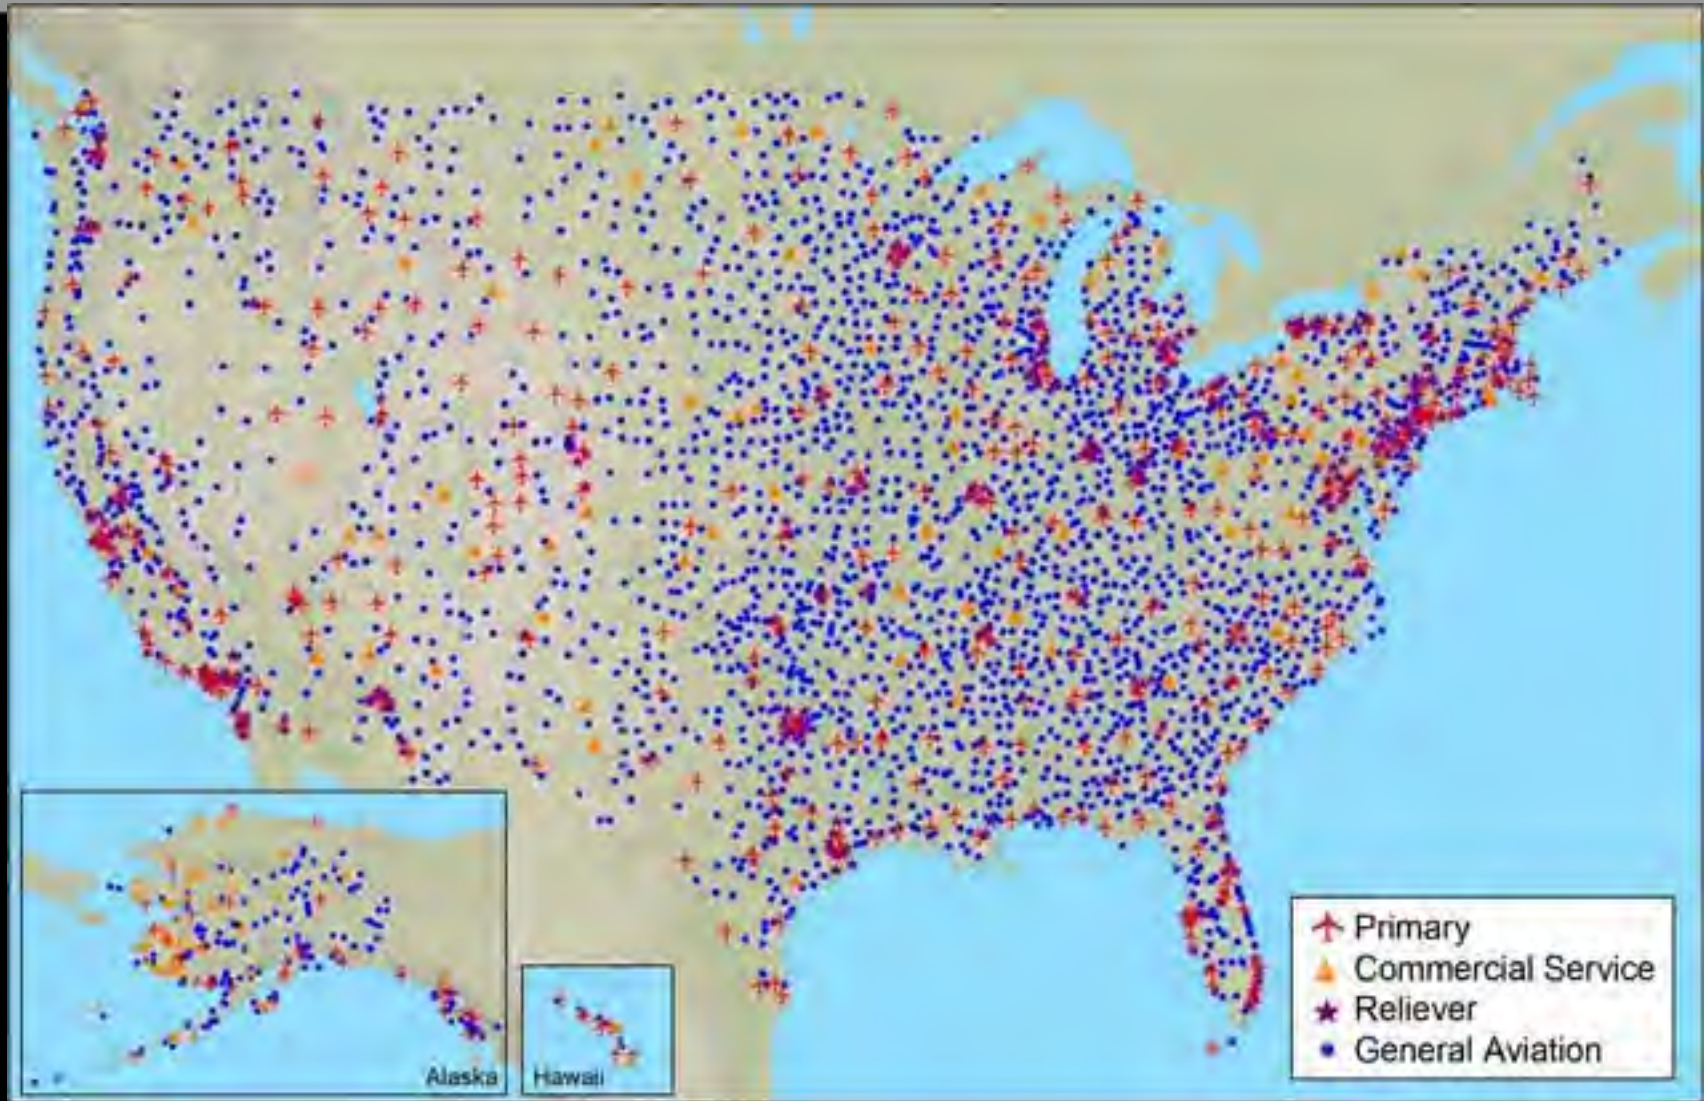 Alaska
Hawaii
Primary
Commercial Service
Reliever
General Aviation